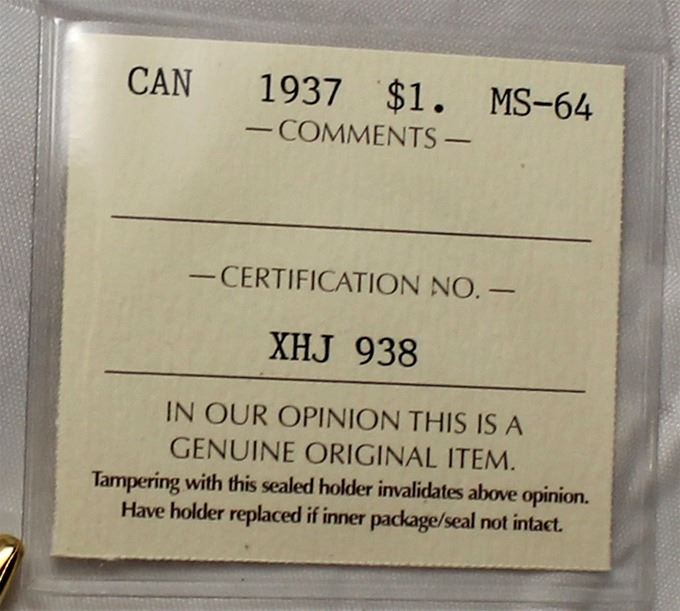 CAN 1937 $1. MS-64
— COMMENTS —
— CERTIFICATION NO. —
XHJ 938
IN OUR OPINION THIS IS A
GENUINE ORIGINAL ITEM.
Tampering with this sealed holder invalidates above opinion.
Have holder replaced if inner package/seal not intact.